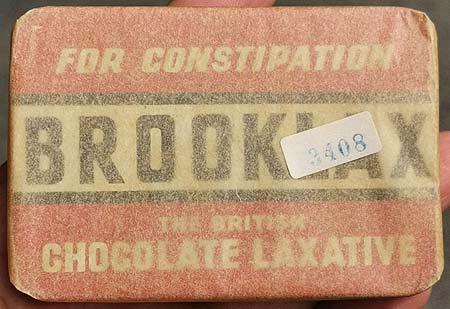 FOR CONSTIPATION
BROOKLAX
3408
THE BRITISH
CHOCOLATE LAXATIVE